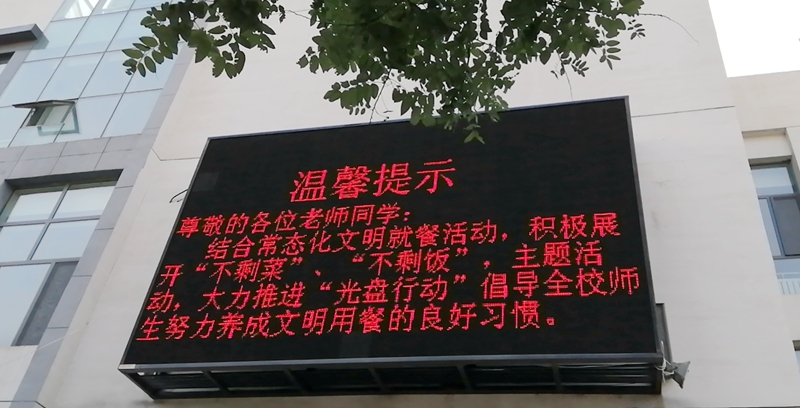 温馨提示
尊敬的各位老师同学：
结合常态化文明就餐活动，积极展
开“不剩菜”、“不剩饭”，主题活
动，大力推进“光盘行动”倡导全校师
生努力养成文明用餐的良好习惯。